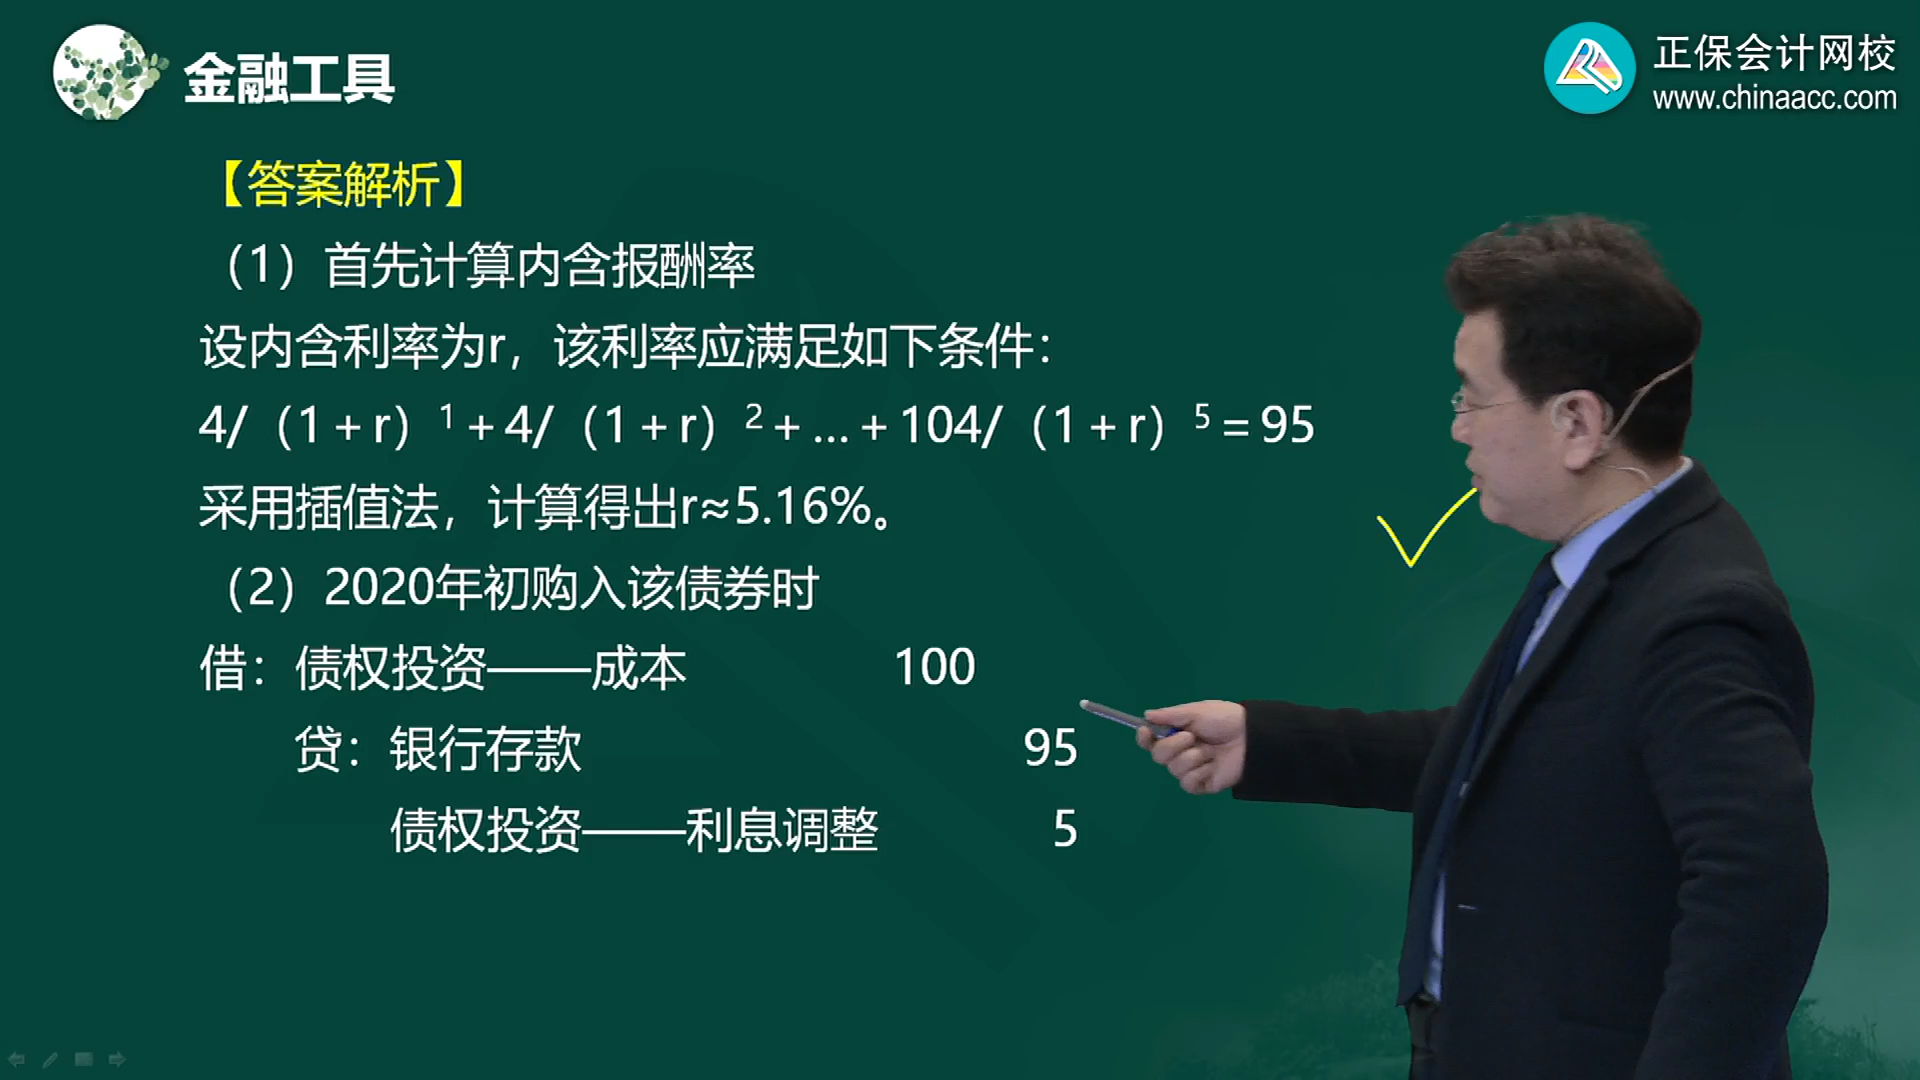 金融工具
正保会计网校
www.chinaacc.com
【答案解析】
（1）首先计算内含报酬率
设内含利率为r，该利率应满足如下条件：
4/（1＋r）¹＋4/（1＋r）²＋…＋104/（1＋r）⁵＝95
采用插值法，计算得出r≈5.16%。
（2）2020年初购入该债券时
借：债权投资——成本 100
贷：银行存款 95
债权投资——利息调整 5